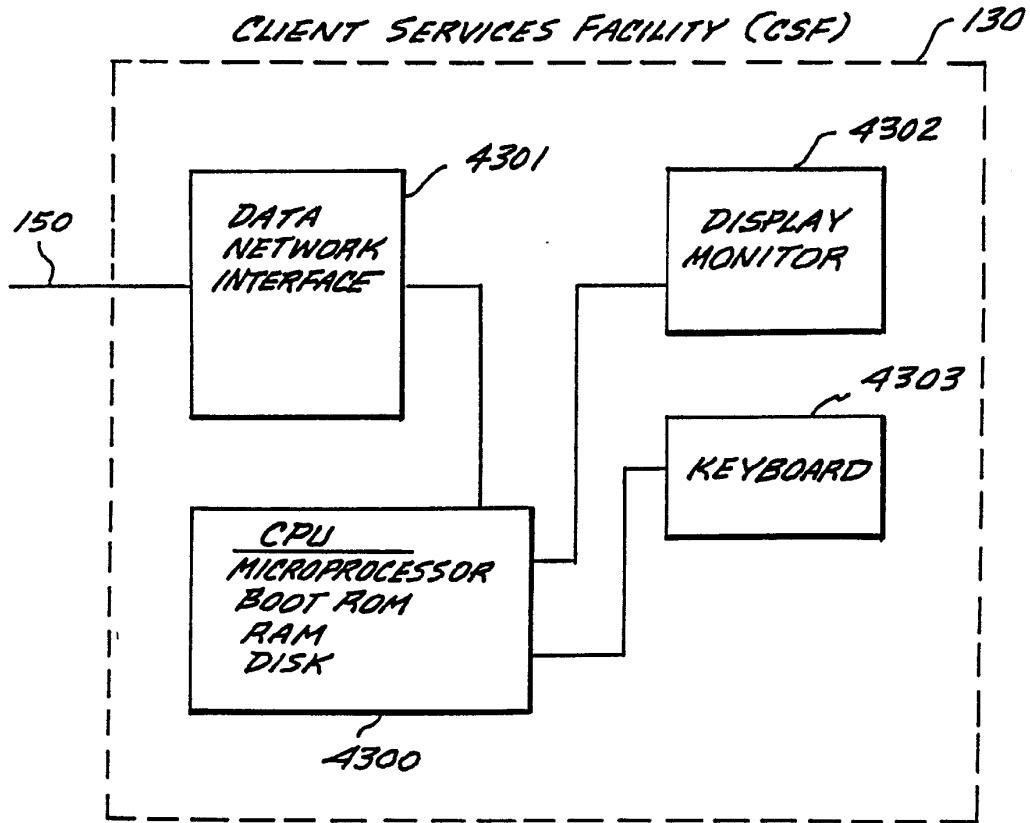 CLIENT SERVICES FACILITY (CSF)
130
4301
4302
150
DATA
NETWORK
INTERFACE
DISPLAY
MONITOR
4303
KEYBOARD
CPU
MICROPROCESSOR
BOOT ROM
RAM
DISK
4300